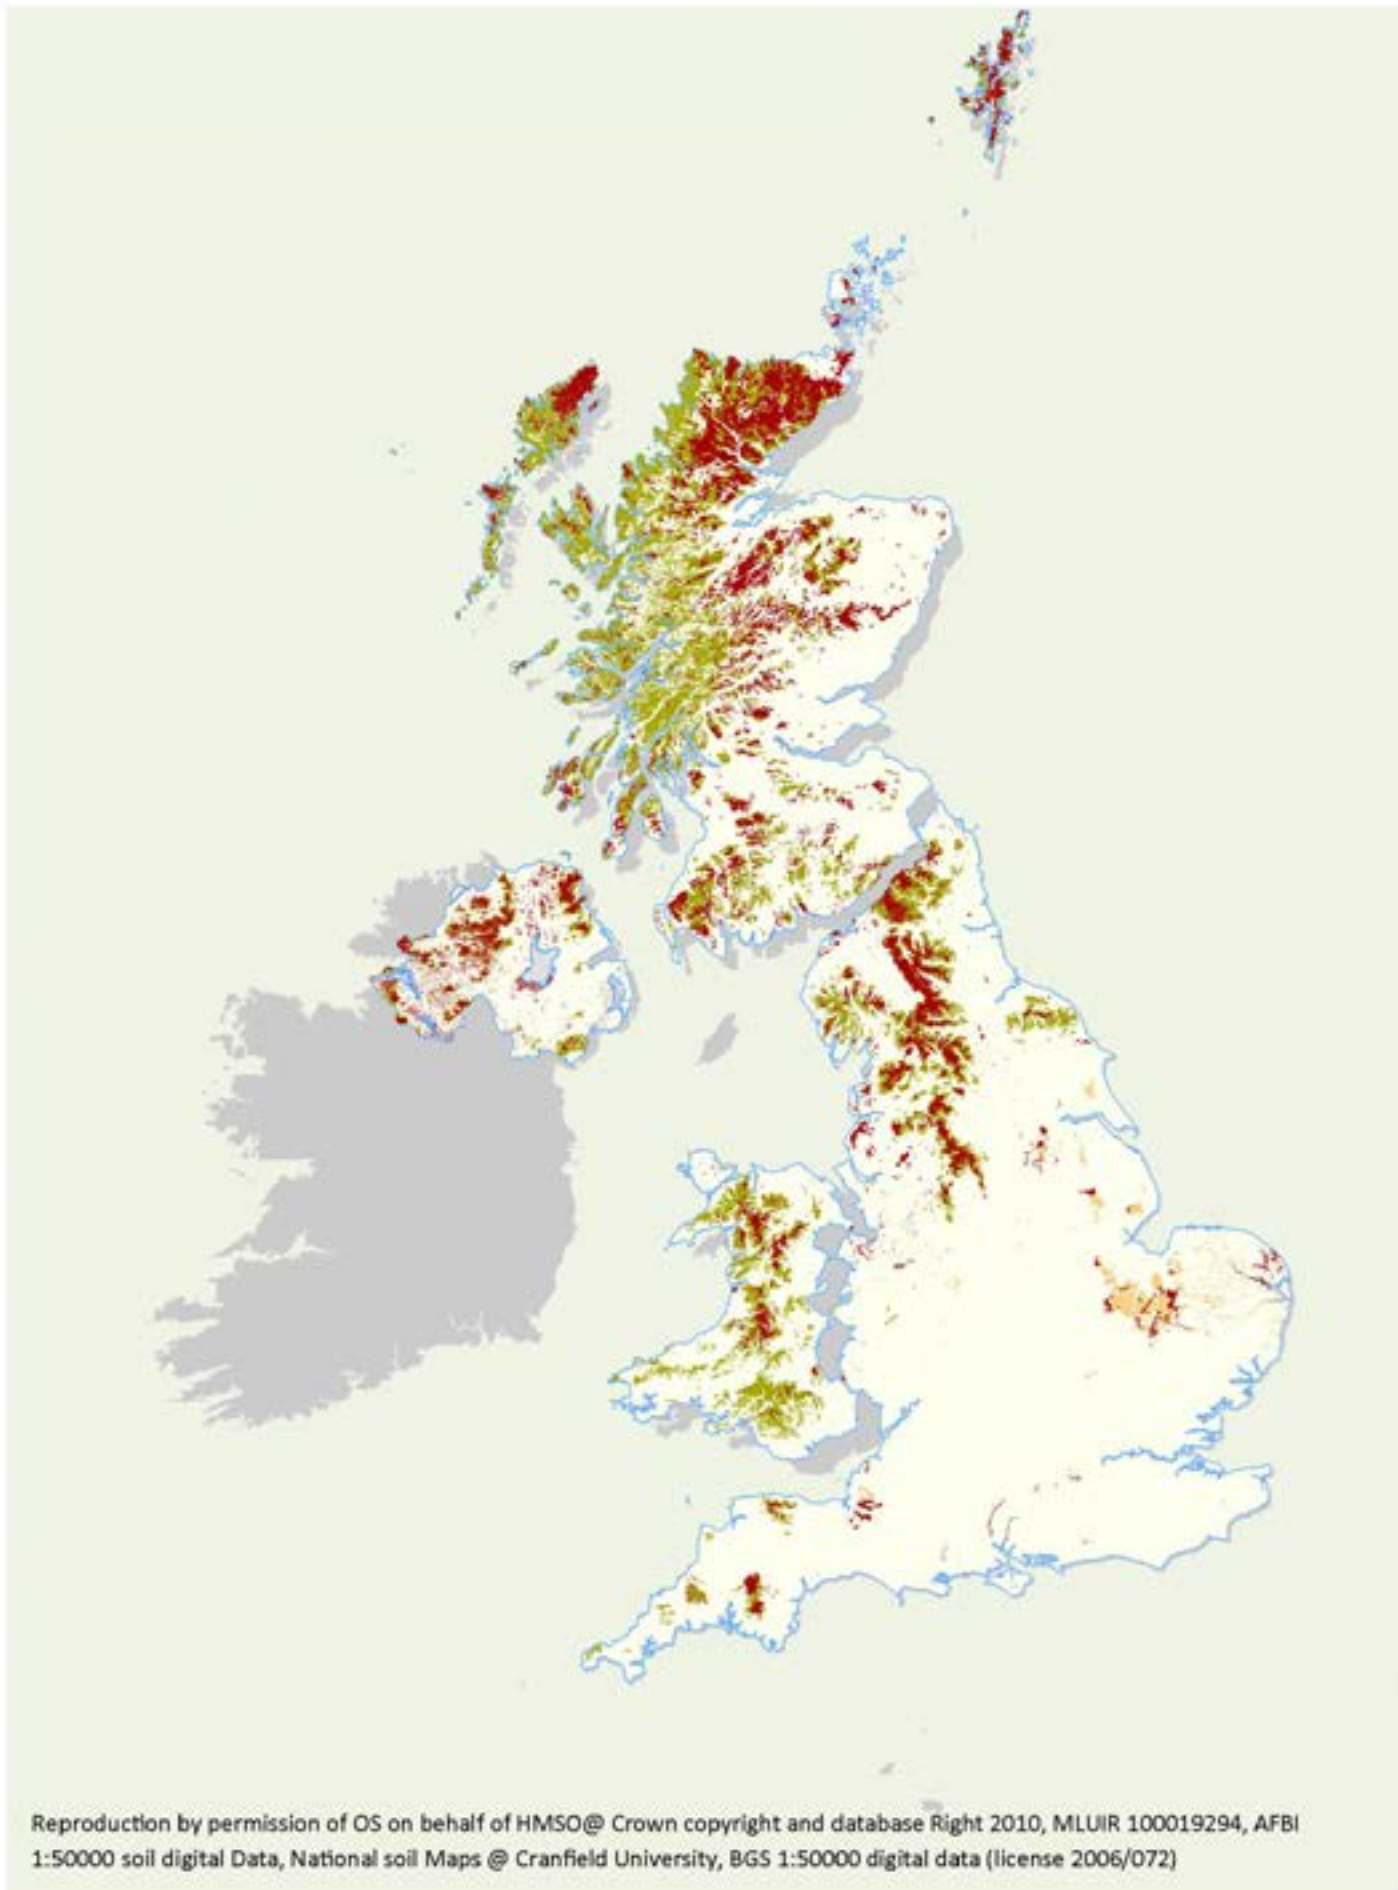 Reproduction by permission of OS on behalf of HMSO@ Crown copyright and database Right 2010, MLUIR 100019294, AFBI
1:50000 soil digital Data, National soil Maps @ Cranfield University, BGS 1:50000 digital data (license 2006/072)